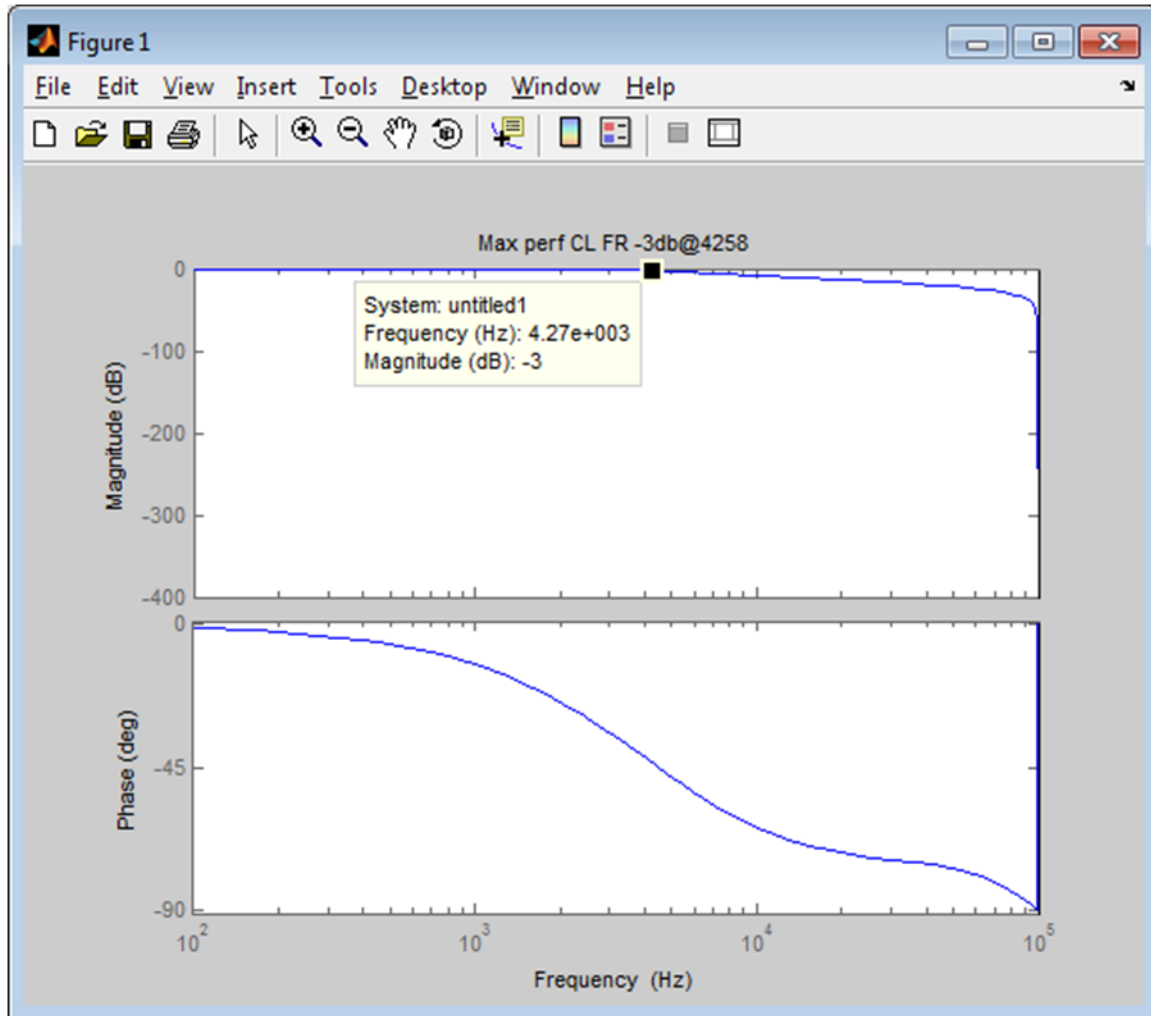 Figure 1
File Edit View Insert Tools Desktop Window Help
Max perf CL FR -3db@4258
0
System: untitled1
Frequency (Hz): 4.27e+003
Magnitude (dB): -3
-100
-200
-300
-400
Magnitude (dB)
0
-45
-90
Phase (deg)
10^2 10^3 10^4 10^5
Frequency (Hz)